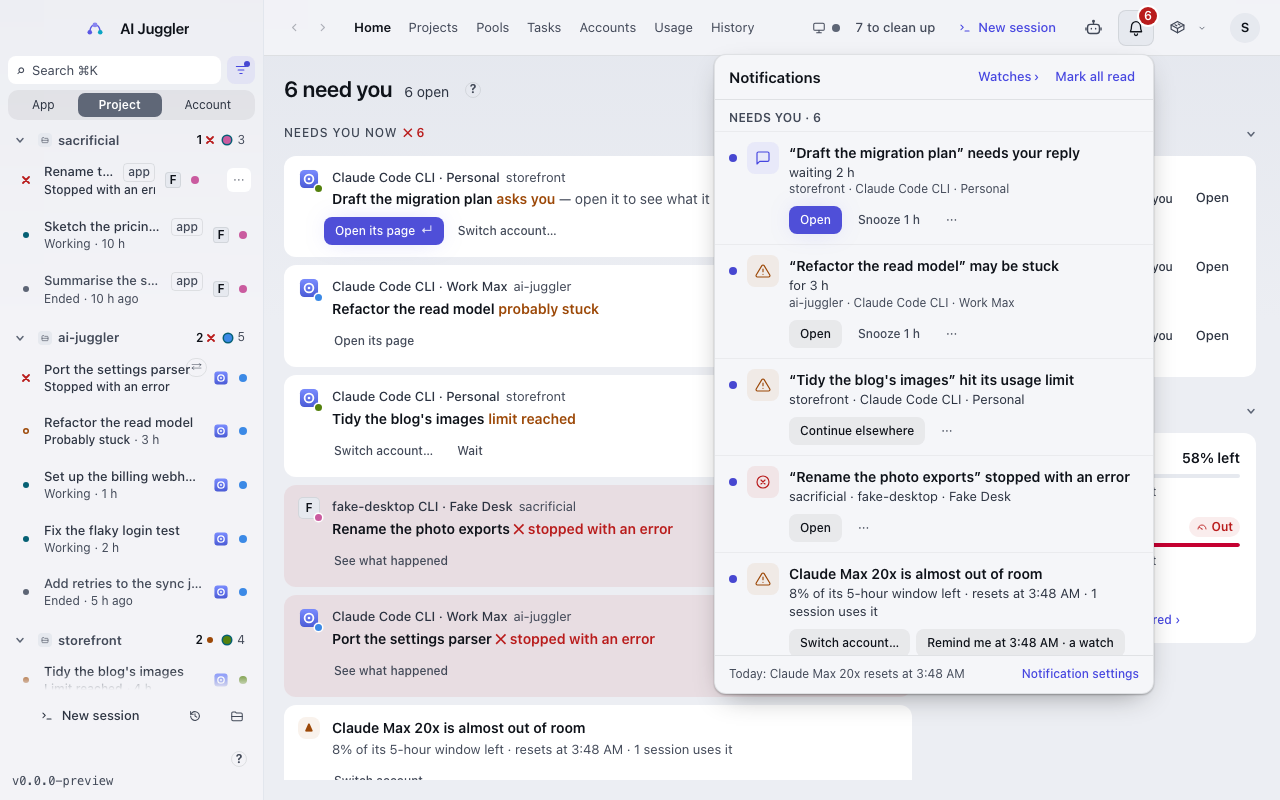 AI Juggler
Search ⌘K
App Project Account
sacrificial 1 3
Rename t... app F
Stopped with an err
Sketch the pricin... app F
Working · 10 h
Summarise the s... app F
Ended · 10 h ago
ai-juggler 2 5
Port the settings parser
Stopped with an error
Refactor the read model
Probably stuck · 3 h
Set up the billing webh...
Working · 1 h
Fix the flaky login test
Working · 2 h
Add retries to the sync j...
Ended · 5 h ago
storefront 2 4
Tidy the blog's images
Limit reached · 4 h
New session
?
v0.0.0-preview
Home Projects Pools Tasks Accounts Usage History 7 to clean up New session 6 S
6 need you 6 open ?
NEEDS YOU NOW 6
Claude Code CLI · Personal storefront
Draft the migration plan asks you — open it to see what it
Open its page ↵ Switch account...
Claude Code CLI · Work Max ai-juggler
Refactor the read model probably stuck
Open its page
Claude Code CLI · Personal storefront
Tidy the blog's images limit reached
Switch account... Wait
F fake-desktop CLI · Fake Desk sacrificial
Rename the photo exports stopped with an error
See what happened
Claude Code CLI · Work Max ai-juggler
Port the settings parser stopped with an error
See what happened
Claude Max 20x is almost out of room
8% of its 5-hour window left · resets at 3:48 AM · 1 session uses it
Switch account
Notifications Watches › Mark all read
NEEDS YOU · 6
“Draft the migration plan” needs your reply
waiting 2 h
storefront · Claude Code CLI · Personal
Open Snooze 1 h ...
“Refactor the read model” may be stuck
for 3 h
ai-juggler · Claude Code CLI · Work Max
Open Snooze 1 h ...
“Tidy the blog's images” hit its usage limit
storefront · Claude Code CLI · Personal
Continue elsewhere ...
“Rename the photo exports” stopped with an error
sacrificial · fake-desktop · Fake Desk
Open ...
Claude Max 20x is almost out of room
8% of its 5-hour window left · resets at 3:48 AM · 1
session uses it
Switch account... Remind me at 3:48 AM · a watch
Today: Claude Max 20x resets at 3:48 AM Notification settings
you Open
you Open
you Open
58% left
t
Out
t
red ›